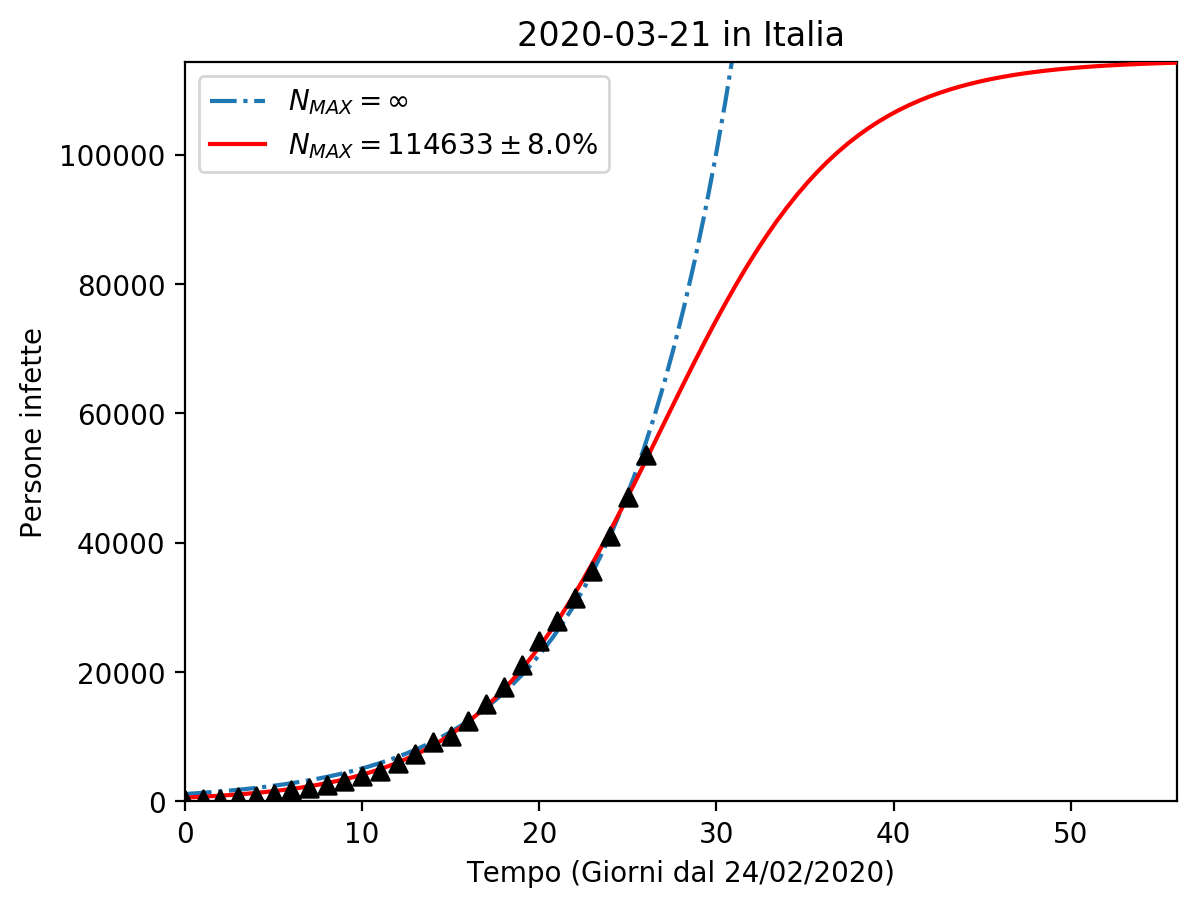 2020-03-21 in Italia
N_MAX = ∞
N_MAX = 114633 ± 8.0%
100000
80000
60000
40000
20000
0
Persone infette
0 10 20 30 40 50
Tempo (Giorni dal 24/02/2020)